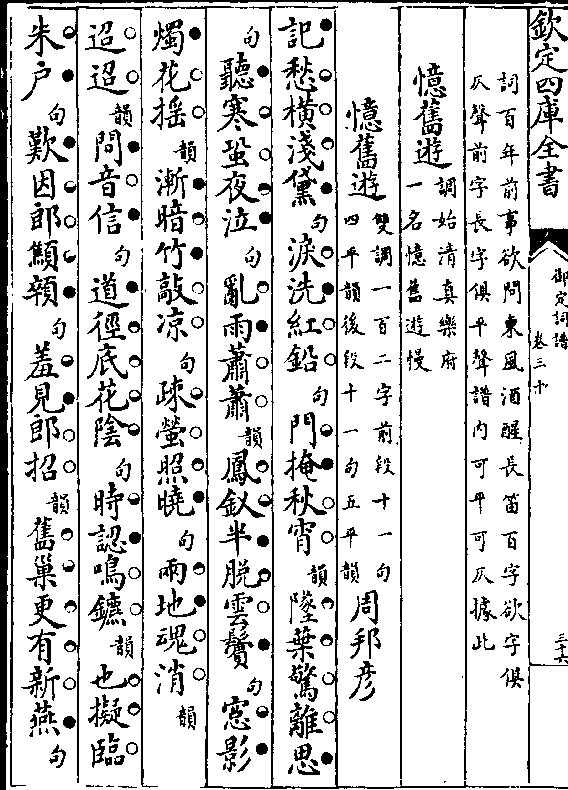 欽定四庫全書
御定詞譜
卷三十
三十六
詞百年前事欲問東風酒醒長笛百字欲字俱
仄聲前字長字俱平聲譜内可平可仄據此
憶舊遊
調始清真樂府
一名憶舊遊慢
憶舊遊
雙調一百二字前段十一句
四平韻後段十一句五平韻
周邦彦
記愁橫淺黛句淚洗紅鉛句門掩秋宵韻墜葉驚離思
句聽寒螿夜泣句亂雨蕭蕭韻鳳釵半脱雲鬢句窓影
燭花搖韻漸暗竹敲凉句疎螢照曉句兩地魂消韻
迢迢韻問音信句道徑底花陰句時認鳴鑣韻也擬臨
朱户句歎因郎顦顇句羞見郎招韻舊巢更有新燕句